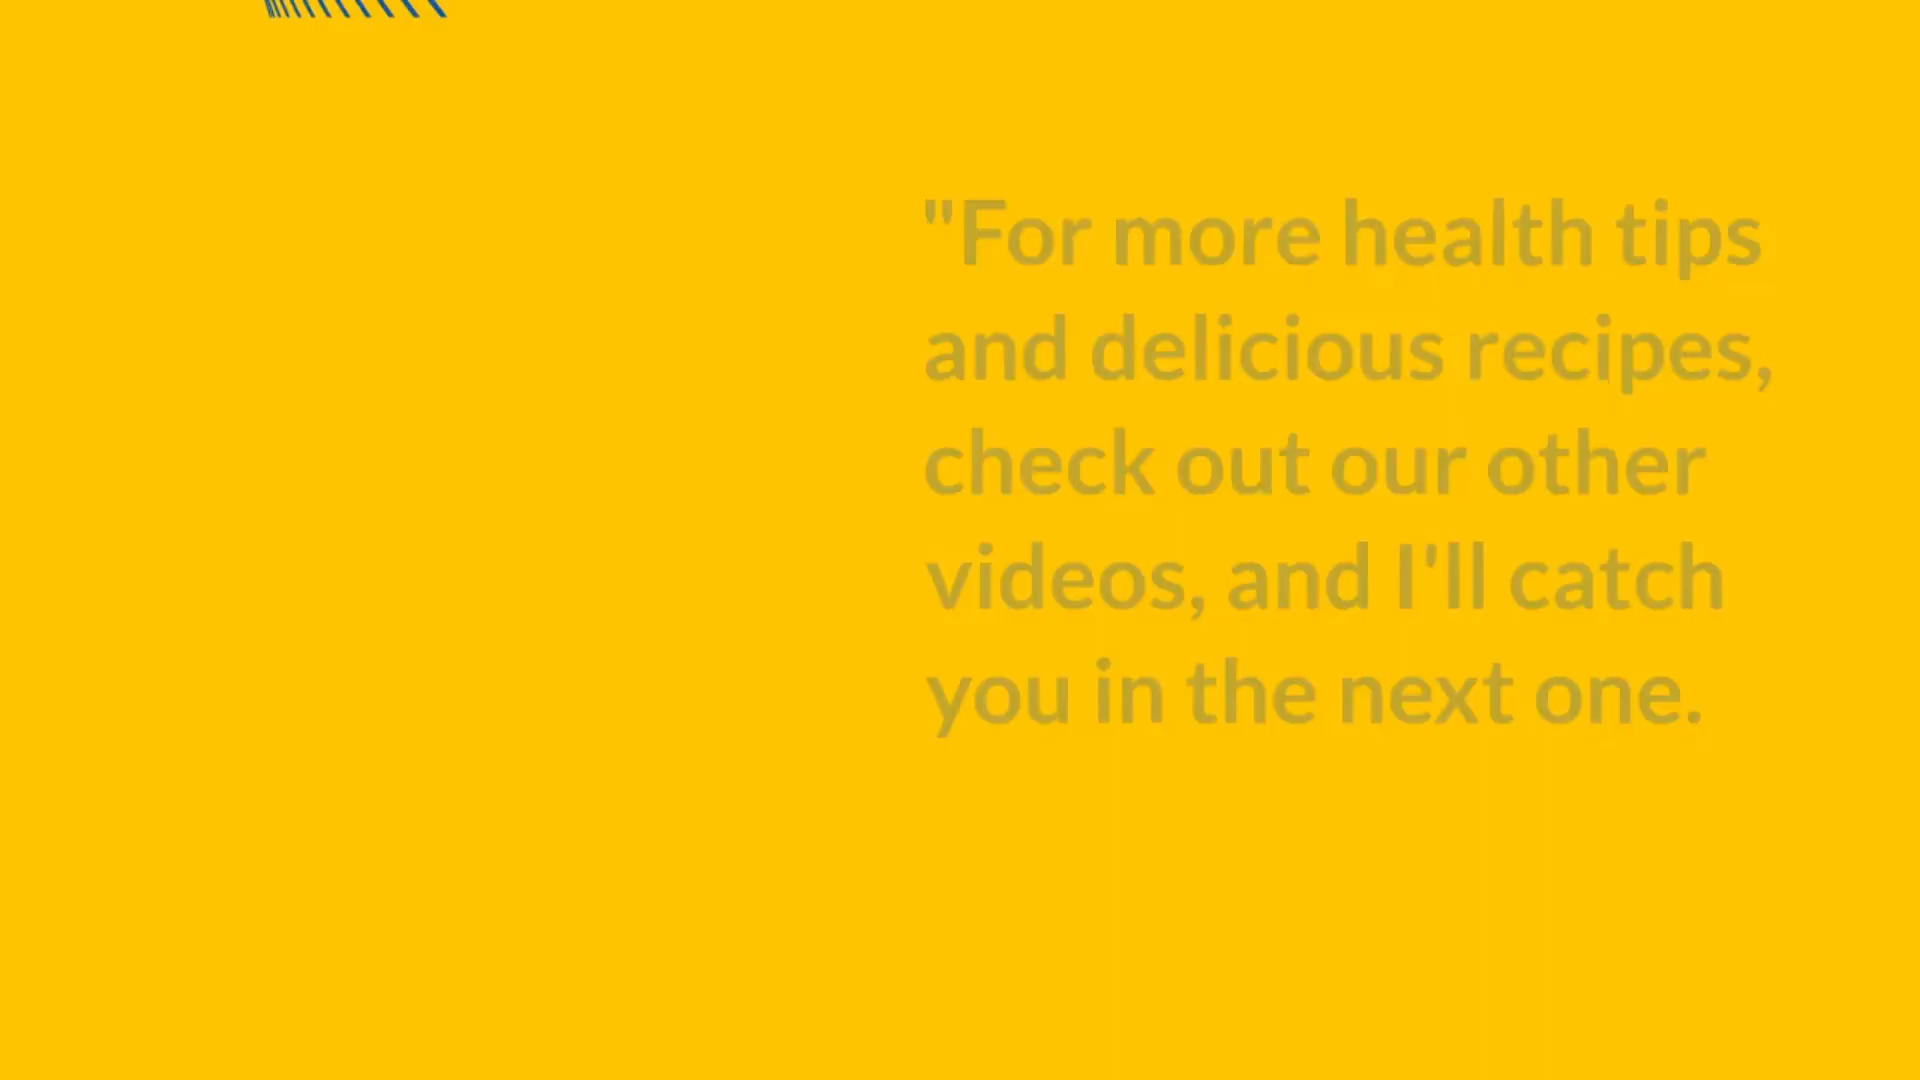 "For more health tips
and delicious recipes,
check out our other
videos, and I'll catch
you in the next one.